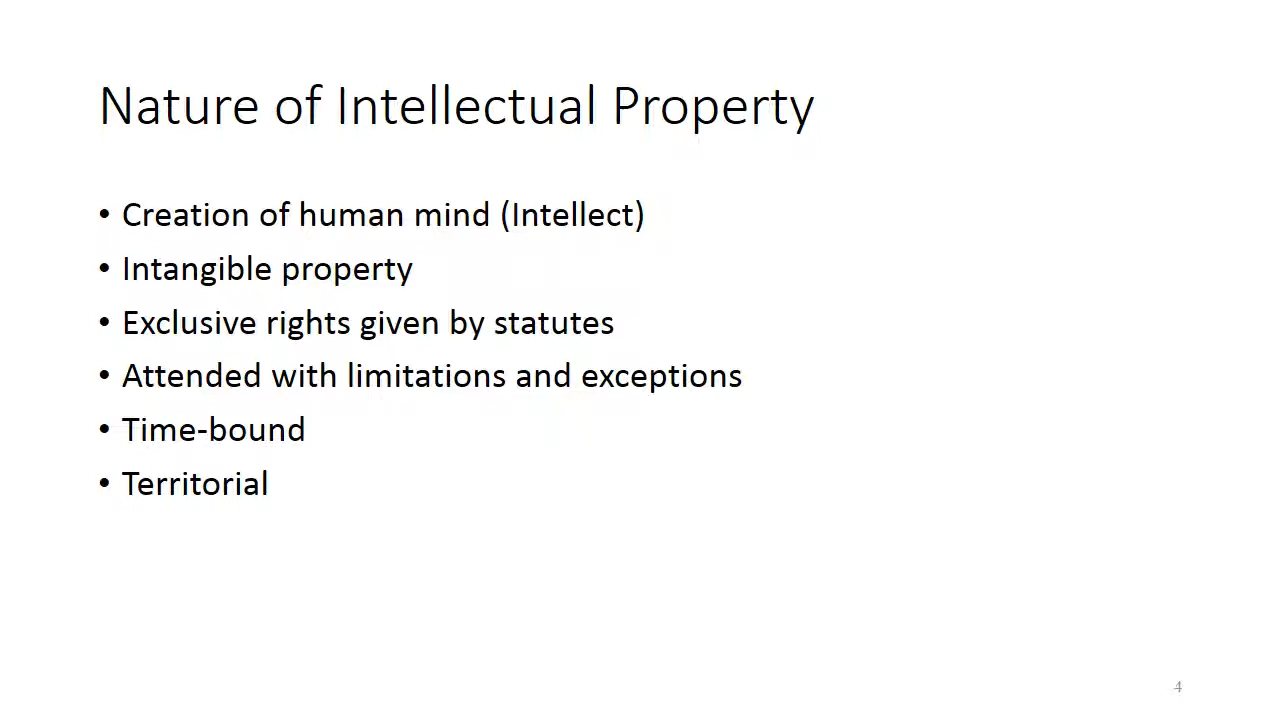 Nature of Intellectual Property
• Creation of human mind (Intellect)
• Intangible property
• Exclusive rights given by statutes
• Attended with limitations and exceptions
• Time-bound
• Territorial
4